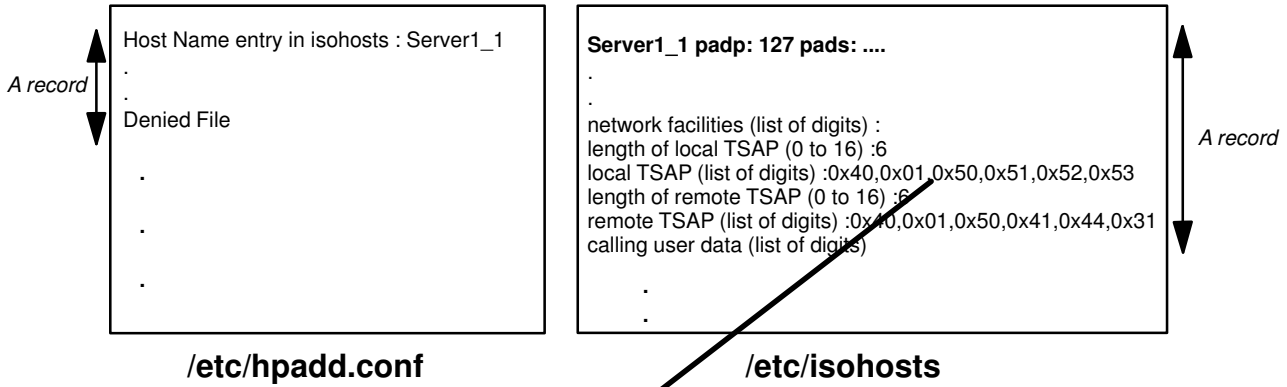 A record
Host Name entry in isohosts : Server1_1
.
.
Denied File
.
.
.
/etc/hpadd.conf
Server1_1 padp: 127 pads: ....
.
.
network facilities (list of digits) :
length of local TSAP (0 to 16) :6
local TSAP (list of digits) :0x40,0x01,0x50,0x51,0x52,0x53
length of remote TSAP (0 to 16) :6
remote TSAP (list of digits) :0x40,0x01,0x50,0x41,0x44,0x31
calling user data (list of digits)
.
.
A record
/etc/isohosts